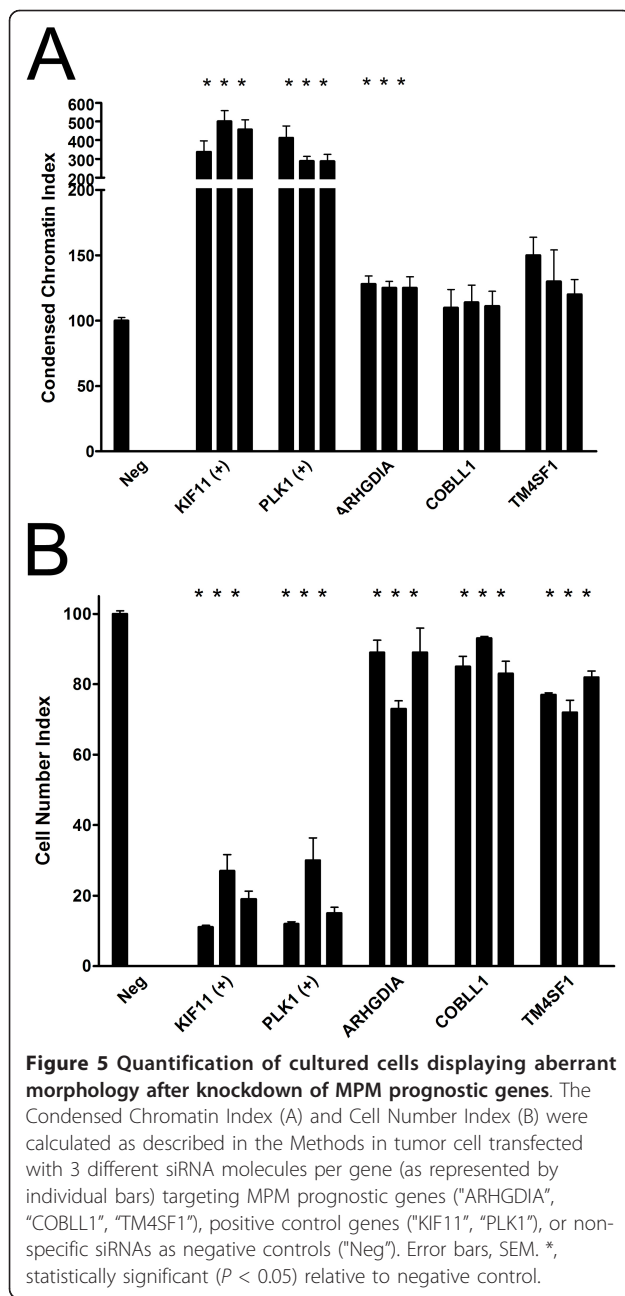 A
* * * * * * * * *
600
500
400
300
200
200
150
100
50
0
Condensed Chromatin Index
Neg
KIF11 (+)
PLK1 (+)
ARHGDIA
COBLL1
TM4SF1
B
* * * * * * * * * * * * * * *
100
80
60
40
20
0
Cell Number Index
Neg
KIF11 (+)
PLK1 (+)
ARHGDIA
COBLL1
TM4SF1
Figure 5 Quantification of cultured cells displaying aberrant
morphology after knockdown of MPM prognostic genes. The
Condensed Chromatin Index (A) and Cell Number Index (B) were
calculated as described in the Methods in tumor cell transfected
with 3 different siRNA molecules per gene (as represented by
individual bars) targeting MPM prognostic genes ("ARHGDIA",
"COBLL1", "TM4SF1"), positive control genes ("KIF11", "PLK1"), or non-
specific siRNAs as negative controls ("Neg"). Error bars, SEM. *,
statistically significant (P < 0.05) relative to negative control.